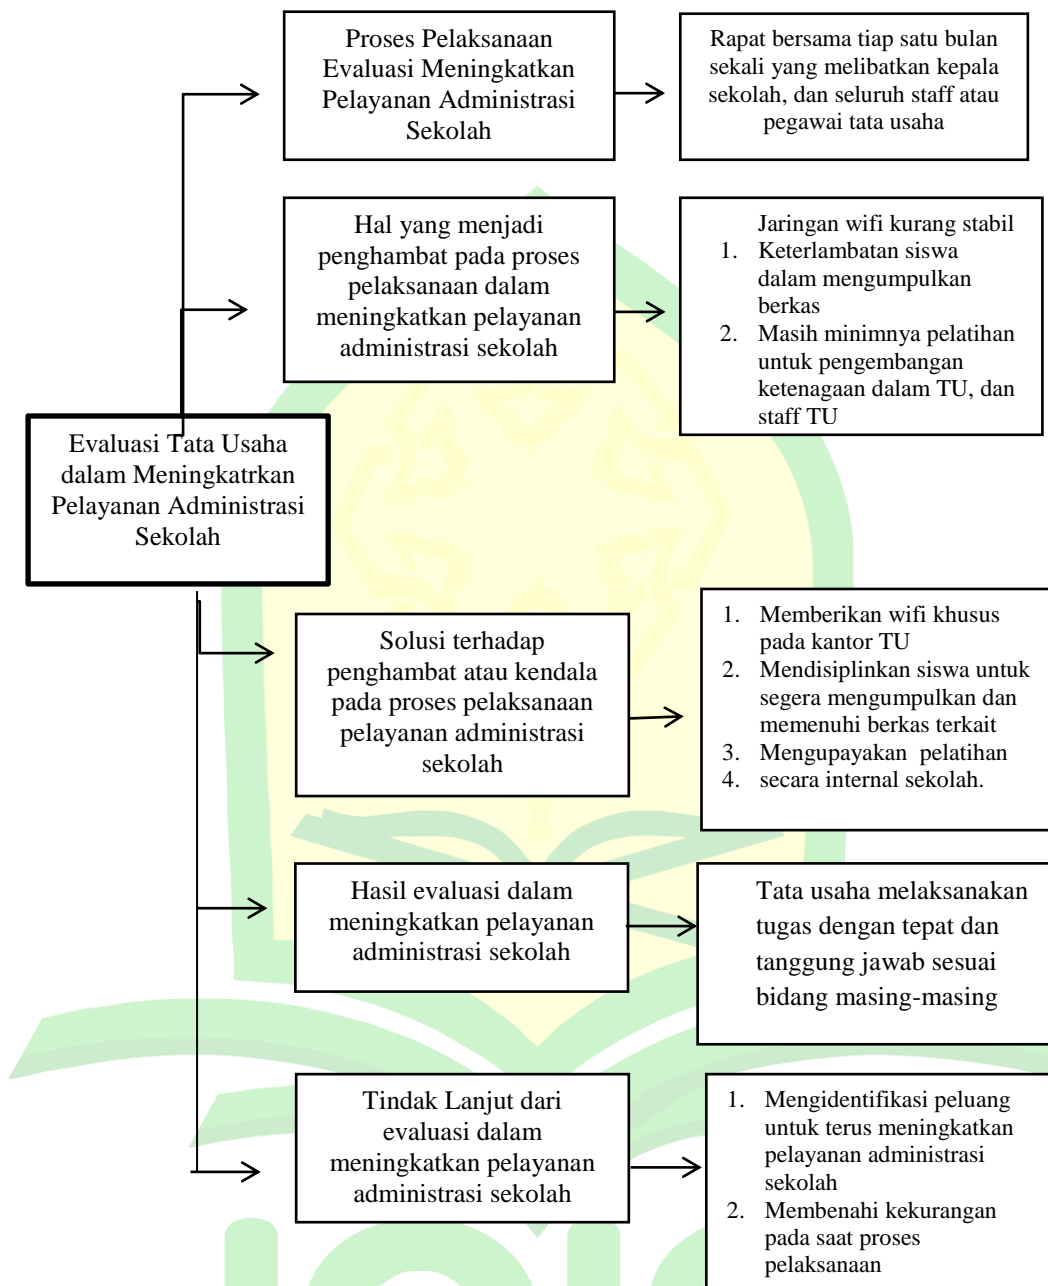 Proses Pelaksanaan
Evaluasi Meningkatkan
Pelayanan Administrasi
Sekolah
Rapat bersama tiap satu bulan
sekali yang melibatkan kepala
sekolah, dan seluruh staff atau
pegawai tata usaha
Hal yang menjadi
penghambat pada proses
pelaksanaan dalam
meningkatkan pelayanan
administrasi sekolah
Jaringan wifi kurang stabil
1. Keterlambatan siswa
dalam mengumpulkan
berkas
2. Masih minimnya pelatihan
untuk pengembangan
ketenagaan dalam TU, dan
staff TU
Evaluasi Tata Usaha
dalam Meningkatrkan
Pelayanan Administrasi
Sekolah
Solusi terhadap
penghambat atau kendala
pada proses pelaksanaan
pelayanan administrasi
sekolah
1. Memberikan wifi khusus
pada kantor TU
2. Mendisiplinkan siswa untuk
segera mengumpulkan dan
memenuhi berkas terkait
3. Mengupayakan pelatihan
4. secara internal sekolah.
Hasil evaluasi dalam
meningkatkan pelayanan
administrasi sekolah
Tata usaha melaksanakan
tugas dengan tepat dan
tanggung jawab sesuai
bidang masing-masing
Tindak Lanjut dari
evaluasi dalam
meningkatkan pelayanan
administrasi sekolah
1. Mengidentifikasi peluang
untuk terus meningkatkan
pelayanan administrasi
sekolah
2. Membenahi kekurangan
pada saat proses
pelaksanaan